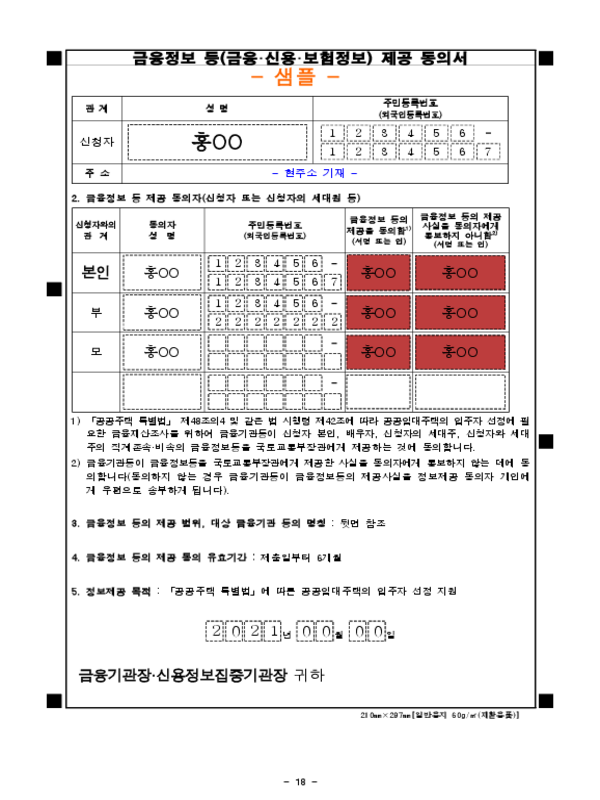 금융정보 등(금융·신용·보험정보) 제공 동의서
- 샘플 -
관 계 성 명 주민등록번호
(외국인등록번호)
신청자 홍○○ 1 2 3 4 5 6 -
1 2 3 4 5 6 7
주 소 - 현주소 기재 -
2. 금융정보 등 제공 동의자(신청자 또는 신청자의 세대원 등)
신청자와의 관 계 동의자 성 명 주민등록번호 (외국인등록번호) 금융정보 등의 제공을 동의함1) (서명 또는 인) 금융정보 등의 제공 사실을 동의자에게 통보하지 아니함2) (서명 또는 인)
본인 홍○○ 1 2 3 4 5 6 - 홍○○ 홍○○
1 2 3 4 5 6 7
부 홍○○ 1 2 3 4 5 6 - 홍○○ 홍○○
2 2 2 2 2 2 2
모 홍○○ - 홍○○ 홍○○
-
1) 「공공주택 특별법」 제48조의4 및 같은 법 시행령 제42조에 따라 공공임대주택의 입주자 선정에 필
요한 금융재산조사를 위하여 금융기관등이 신청자 본인, 배우자, 신청자의 세대주, 신청자와 세대
주의 직계존속·비속의 금융정보등을 국토교통부장관에게 제공하는 것에 동의합니다.
2) 금융기관등이 금융정보등을 국토교통부장관에게 제공한 사실을 동의자에게 통보하지 않는 데에 동
의합니다(동의하지 않는 경우 금융기관등이 금융정보등의 제공사실을 정보제공 동의자 개인에
게 우편으로 송부하게 됩니다).
3. 금융정보 등의 제공 범위, 대상 금융기관 등의 명칭 : 뒷면 참조
4. 금융정보 등의 제공 동의 유효기간 : 제출일부터 6개월
5. 정보제공 목적 : 「공공주택 특별법」에 따른 공공임대주택의 입주자 선정 지원
2 0 2 1 년 0 0 월 0 0 일
금융기관장·신용정보집중기관장 귀하
210mm×297mm[일반용지 60g/㎡(재활용품)]
- 18 -